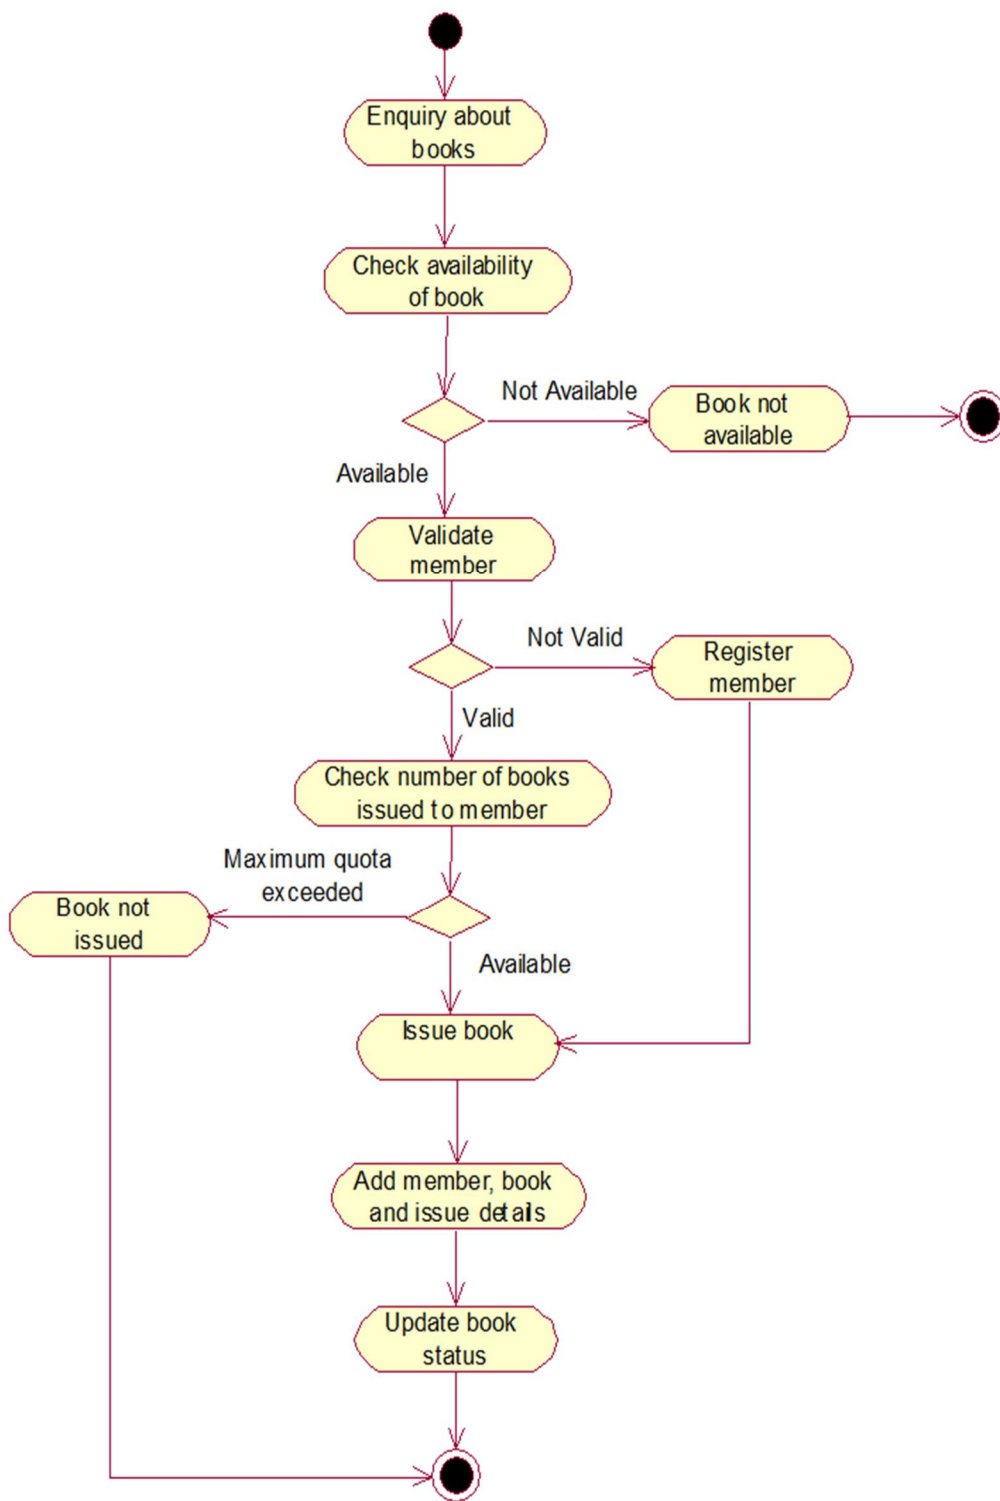 Enquiry about
books
Check availability
of book
Not Available
Book not
available
Available
Validate
member
Not Valid
Register
member
Valid
Check number of books
issued to member
Maximum quota
exceeded
Book not
issued
Available
Issue book
Add member, book
and issue details
Update book
status